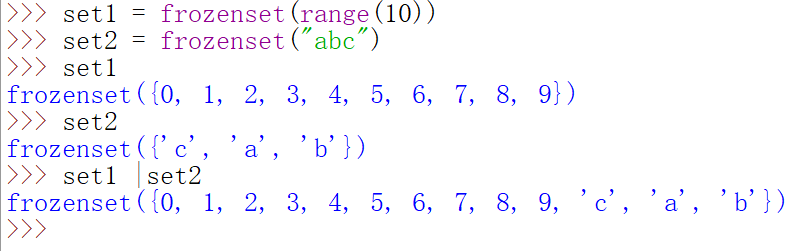 >>> set1 = frozenset(range(10))
>>> set2 = frozenset("abc")
>>> set1
frozenset({0, 1, 2, 3, 4, 5, 6, 7, 8, 9})
>>> set2
frozenset({'c', 'a', 'b'})
>>> set1 |set2
frozenset({0, 1, 2, 3, 4, 5, 6, 7, 8, 9, 'c', 'a', 'b'})
>>>